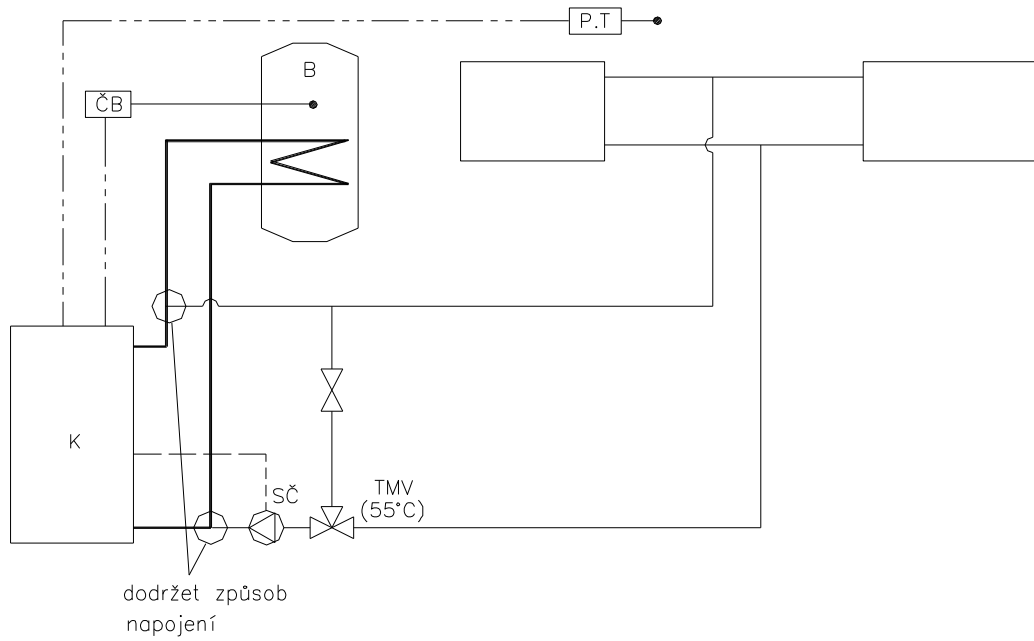 P.T
B
ČB
K
SČ
TMV
(55°C)
dodržet způsob
napojení